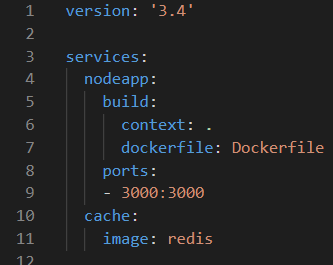 1 version: '3.4'
2
3 services:
4   nodeapp:
5     build:
6       context: .
7       dockerfile: Dockerfile
8     ports:
9     - 3000:3000
10   cache:
11     image: redis
12